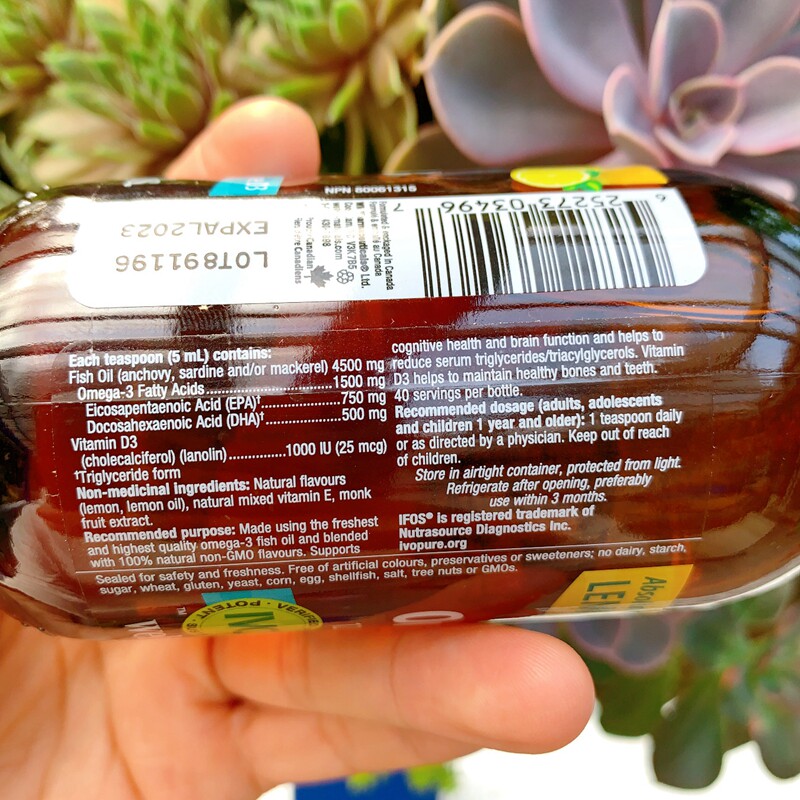 NPN 80061315
LOT891196
EXPAL2023
Formulated & packaged in Canada
6 25273 03496 7
Each teaspoon (5 mL) contains:
Fish Oil (anchovy, sardine and/or mackerel) 4500 mg
Omega-3 Fatty Acids..............................1500 mg
Eicosapentaenoic Acid (EPA)†....................750 mg
Docosahexaenoic Acid (DHA)†..................500 mg
Vitamin D3
(cholecalciferol) (lanolin)..............1000 IU (25 mcg)
†Triglyceride form
Non-medicinal ingredients: Natural flavours
(lemon, lemon oil), natural mixed vitamin E, monk
fruit extract.
Recommended purpose: Made using the freshest
and highest quality omega-3 fish oil and blended
with 100% natural non-GMO flavours. Supports
cognitive health and brain function and helps to
reduce serum triglycerides/triacylglycerols. Vitamin
D3 helps to maintain healthy bones and teeth.
40 servings per bottle.
Recommended dosage (adults, adolescents
and children 1 year and older): 1 teaspoon daily
or as directed by a physician. Keep out of reach
of children.
Store in airtight container, protected from light.
Refrigerate after opening, preferably
use within 3 months.
IFOS® is registered trademark of
Nutrasource Diagnostics Inc.
ivopure.org
Sealed for safety and freshness. Free of artificial colours, preservatives or sweeteners; no dairy, starch,
sugar, wheat, gluten, yeast, corn, egg, shellfish, salt, tree nuts or GMOs.